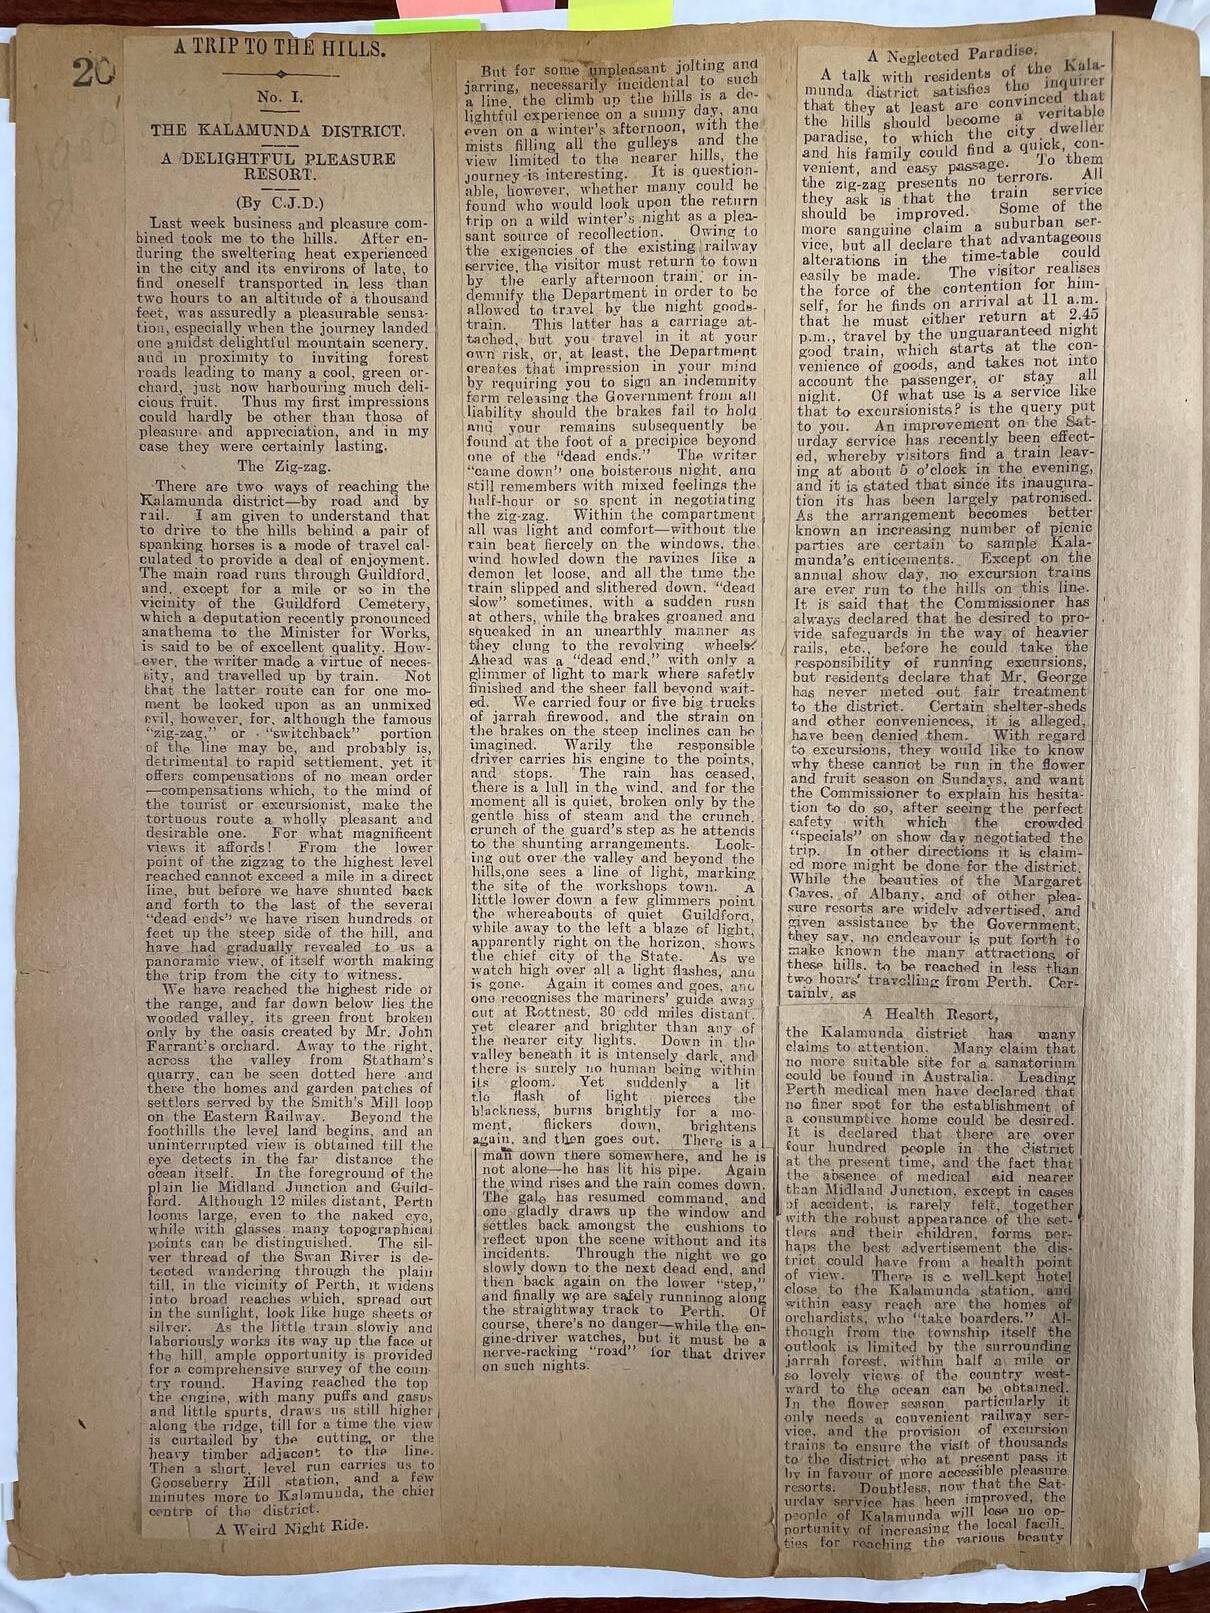 20
A TRIP TO THE HILLS.
No. I.
THE KALAMUNDA DISTRICT.
A DELIGHTFUL PLEASURE
RESORT.
(By C.J.D.)
Last week business and pleasure com-
bined took me to the hills. After en-
during the sweltering heat experienced
in the city and its environs of late, to
find oneself transported in less than
two hours to an altitude of a thousand
feet, was assuredly a pleasurable sensa-
tion, especially when the journey landed
one amidst delightful mountain scenery,
and in proximity to inviting forest
roads leading to many a cool, green or-
chard, just now harbouring much deli-
cious fruit. Thus my first impressions
could hardly be other than those of
pleasure and appreciation, and in my
case they were certainly lasting.
The Zig-zag.
There are two ways of reaching the
Kalamunda district—by road and by
rail. I am given to understand that
to drive to the hills behind a pair of
spanking horses is a mode of travel cal-
culated to provide a deal of enjoyment.
The main road runs through Guildford,
and, except for a mile or so in the
vicinity of the Guildford Cemetery,
which a deputation recently pronounced
anathema to the Minister for Works,
is said to be of excellent quality. How-
ever, the writer made a virtue of neces-
sity, and travelled up by train. Not
that the latter route can for one mo-
ment be looked upon as an unmixed
evil, however, for, although the famous
"zig-zag," or "switchback" portion
of the line may be, and probably is,
detrimental to rapid settlement, yet it
offers compensations of no mean order
—compensations which, to the mind of
the tourist or excursionist, make the
tortuous route a wholly pleasant and
desirable one. For what magnificent
views it affords! From the lower
point of the zigzag to the highest level
reached cannot exceed a mile in a direct
line, but before we have shunted back
and forth to the last of the several
"dead ends" we have risen hundreds of
feet up the steep side of the hill, and
have had gradually revealed to us a
panoramic view, of itself worth making
the trip from the city to witness.
We have reached the highest ride of
the range, and far down below lies the
wooded valley, its green front broken
only by the oasis created by Mr. John
Farrant's orchard. Away to the right,
across the valley from Statham's
quarry, can be seen dotted here and
there the homes and garden patches of
settlers served by the Smith's Mill loop
on the Eastern Railway. Beyond the
foothills the level land begins, and an
uninterrupted view is obtained till the
eye detects in the far distance the
ocean itself. In the foreground of the
plain lie Midland Junction and Guild-
ford. Although 12 miles distant, Perth
looms large, even to the naked eye,
while with glasses many topographical
points can be distinguished. The sil-
ver thread of the Swan River is de-
tected wandering through the plain
till, in the vicinity of Perth, it widens
into broad reaches which, spread out
in the sunlight, look like huge sheets of
silver. As the little train slowly and
laboriously works its way up the face of
the hill, ample opportunity is provided
for a comprehensive survey of the coun-
try round. Having reached the top
the engine, with many puffs and gasps
and little spurts, draws us still higher
along the ridge, till for a time the view
is curtailed by the cutting, or the
heavy timber adjacent to the line.
Then a short, level run carries us to
Gooseberry Hill station, and a few
minutes more to Kalamunda, the chief
centre of the district.
A Weird Night Ride.
But for some unpleasant jolting and
jarring, necessarily incidental to such
a line, the climb up the hills is a de-
lightful experience on a sunny day, and
even on a winter's afternoon, with the
mists filling all the gulleys and the
view limited to the nearer hills, the
journey is interesting. It is question-
able, however, whether many could be
found who would look upon the return
trip on a wild winter's night as a plea-
sant source of recollection. Owing to
the exigencies of the existing railway
service, the visitor must return to town
by the early afternoon train, or in-
demnify the Department in order to be
allowed to travel by the night goods-
train. This latter has a carriage at-
tached, but you travel in it at your
own risk, or, at least, the Department
creates that impression in your mind
by requiring you to sign an indemnity
form releasing the Government from all
liability should the brakes fail to hold
and your remains subsequently be
found at the foot of a precipice beyond
one of the "dead ends." The writer
"came down" one boisterous night, and
still remembers with mixed feelings the
half-hour or so spent in negotiating
the zig-zag. Within the compartment
all was light and comfort—without the
rain beat fiercely on the windows, the
wind howled down the ravines like a
demon let loose, and all the time the
train slipped and slithered down, "dead
slow" sometimes, with a sudden rush
at others, while the brakes groaned and
squeaked in an unearthly manner as
they clung to the revolving wheels.
Ahead was a "dead end," with only a
glimmer of light to mark where safetly
finished and the sheer fall beyond wait-
ed. We carried four or five big trucks
of jarrah firewood, and the strain on
the brakes on the steep inclines can be
imagined. Warily the responsible
driver carries his engine to the points,
and stops. The rain has ceased,
there is a lull in the wind, and for the
moment all is quiet, broken only by the
gentle hiss of steam and the crunch,
crunch of the guard's step as he attends
to the shunting arrangements. Look-
ing out over the valley and beyond the
hills,one sees a line of light, marking
the site of the workshops town. A
little lower down a few glimmers point
the whereabouts of quiet Guildford,
while away to the left a blaze of light,
apparently right on the horizon, shows
the chief city of the State. As we
watch high over all a light flashes, and
is gone. Again it comes and goes, and
one recognises the mariners' guide away
out at Rottnest, 30 odd miles distant,
yet clearer and brighter than any of
the nearer city lights. Down in the
valley beneath it is intensely dark, and
there is surely no human being within
its gloom. Yet suddenly a lit
tle flash of light pierces the
blackness, burns brightly for a mo-
ment, flickers down, brightens
again, and then goes out. There is a
man down there somewhere, and he is
not alone—he has lit his pipe. Again
the wind rises and the rain comes down.
The gale has resumed command, and
one gladly draws up the window and
settles back amongst the cushions to
reflect upon the scene without and its
incidents. Through the night we go
slowly down to the next dead end, and
then back again on the lower "step,"
and finally we are safely runninog along
the straightway track to Perth. Of
course, there's no danger—while the en-
gine-driver watches, but it must be a
nerve-racking "road" for that driver
on such nights.
A Neglected Paradise.
A talk with residents of the Kala-
munda district satisfies the inquirer
that they at least are convinced that
the hills should become a veritable
paradise, to which the city dweller
and his family could find a quick, con-
venient, and easy passage. To them
the zig-zag presents no terrors. All
they ask is that the train service
should be improved. Some of the
more sanguine claim a suburban ser-
vice, but all declare that advantageous
alterations in the time-table could
easily be made. The visitor realises
the force of the contention for him-
self, for he finds on arrival at 11 a.m.
that he must either return at 2.45
p.m., travel by the unguaranteed night
good train, which starts at the con-
venience of goods, and takes not into
account the passenger, or stay all
night. Of what use is a service like
that to excursionists? is the query put
to you. An improvement on the Sat-
urday service has recently been effect-
ed, whereby visitors find a train leav-
ing at about 5 o'clock in the evening,
and it is stated that since its inaugura-
tion its has been largely patronised.
As the arrangement becomes better
known an increasing number of picnic
parties are certain to sample Kala-
munda's enticements. Except on the
annual show day, no excursion trains
are ever run to the hills on this line.
It is said that the Commissioner has
always declared that he desired to pro-
vide safeguards in the way of heavier
rails, etc., before he could take the
responsibility of running excursions,
but residents declare that Mr. George
has never meted out fair treatment
to the district. Certain shelter-sheds
and other conveniences, it is alleged,
have been denied them. With regard
to excursions, they would like to know
why these cannot be run in the flower
and fruit season on Sundays, and want
the Commissioner to explain his hesita-
tion to do so, after seeing the perfect
safety with which the crowded
"specials" on show day negotiated the
trip. In other directions it is claim-
ed more might be done for the district.
While the beauties of the Margaret
Caves, of Albany, and of other plea-
sure resorts are widely advertised, and
given assistance by the Government,
they say, no endeavour is put forth to
make known the many attractions of
these hills, to be reached in less than
two hours' travelling from Perth. Cer-
tainly, as
A Health Resort,
the Kalamunda district has many
claims to attention. Many claim that
no more suitable site for a sanatorium
could be found in Australia. Leading
Perth medical men have declared that
no finer spot for the establishment of
a consumptive home could be desired.
It is declared that there are over
four hundred people in the district
at the present time, and the fact that
the absence of medical aid nearer
than Midland Junction, except in cases
of accident, is rarely felt, together
with the robust appearance of the set-
tlers and their children, forms per-
haps the best advertisement the dis-
trict could have from a health point
of view. There is a well-kept hotel
close to the Kalamunda station, and
within easy reach are the homes of
orchardists, who "take boarders." Al-
though from the township itself the
outlook is limited by the surrounding
jarrah forest, within half a mile or
so lovely views of the country west-
ward to the ocean can be obtained.
In the flower season particularly it
only needs a convenient railway ser-
vice, and the provision of excursion
trains to ensure the visit of thousands
to the district who at present pass it
by in favour of more accessible pleasure
resorts. Doubtless, now that the Sat-
urday service has been improved, the
people of Kalamunda will lose no op-
portunity of increasing the local facili-
ties for reaching the various beauty